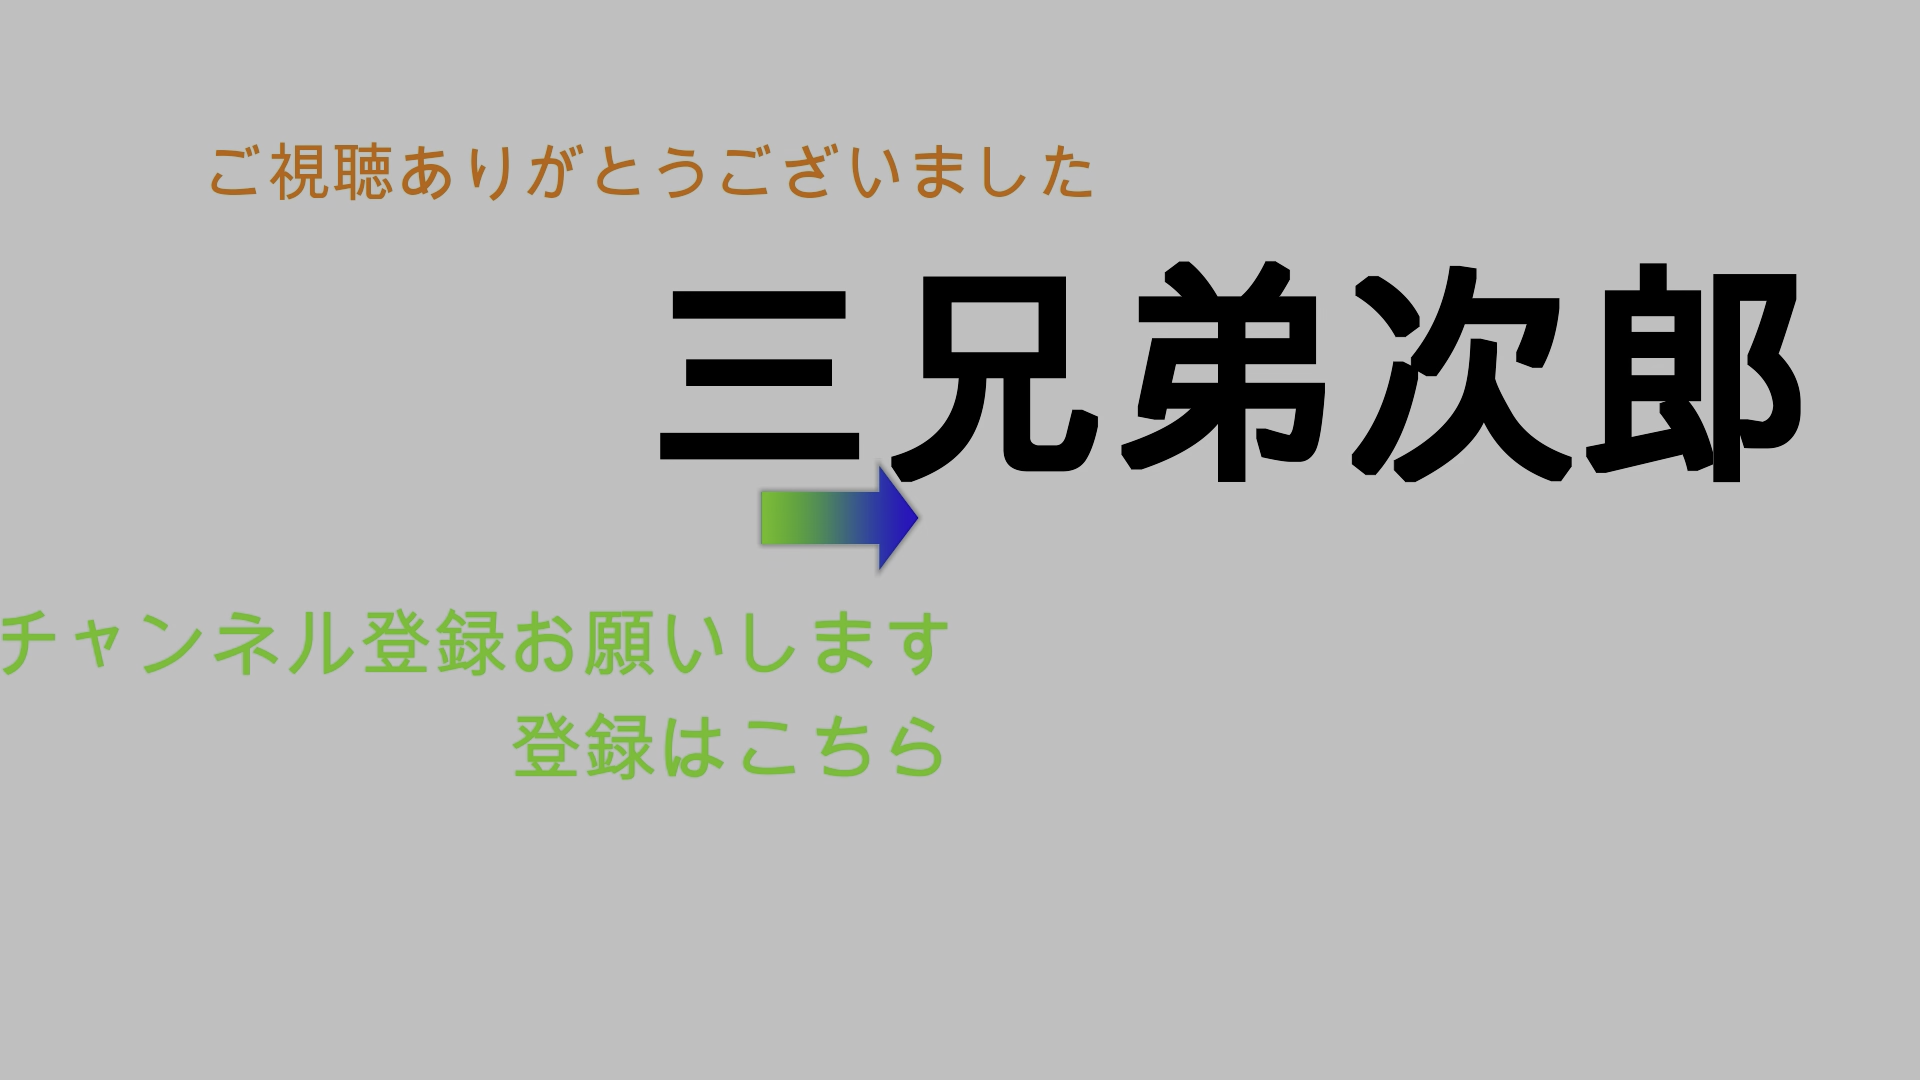 ご視聴ありがとうございました
三兄弟次郎
チャンネル登録お願いします
登録はこちら